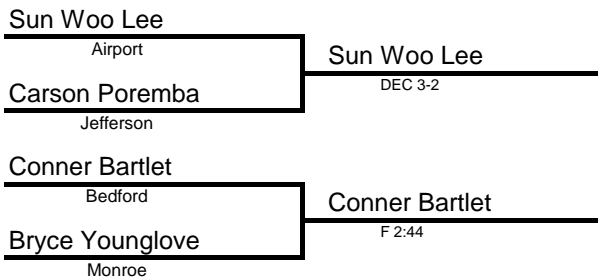 Sun Woo Lee
Airport
Sun Woo Lee
DEC 3-2
Carson Poremba
Jefferson
Conner Bartlet
Bedford
Conner Bartlet
F 2:44
Bryce Younglove
Monroe